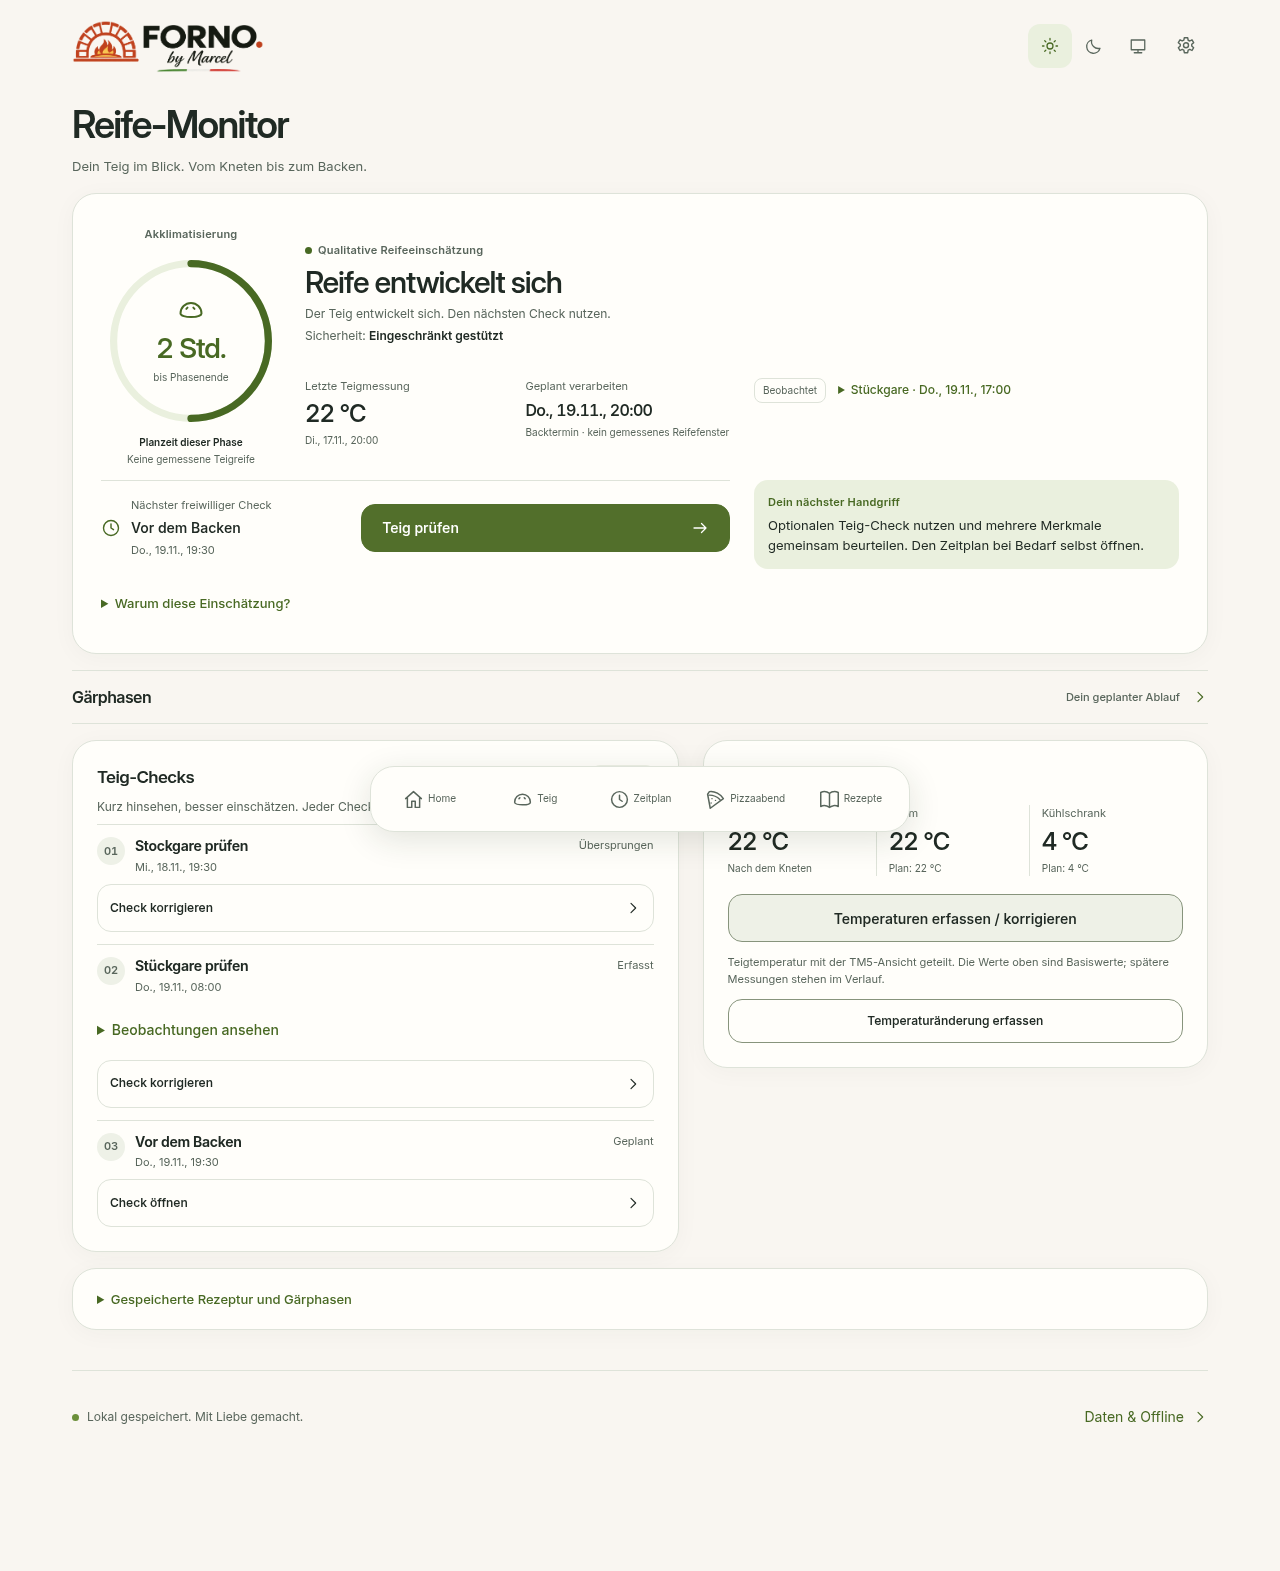 FORNO.
by Marcel
Reife-Monitor
Dein Teig im Blick. Vom Kneten bis zum Backen.
Akklimatisierung
2 Std.
bis Phasenende
Planzeit dieser Phase
Keine gemessene Teigreife
Qualitative Reifeeinschätzung
Reife entwickelt sich
Der Teig entwickelt sich. Den nächsten Check nutzen.
Sicherheit: Eingeschränkt gestützt
Letzte Teigmessung
22 °C
Di., 17.11., 20:00
Geplant verarbeiten
Do., 19.11., 20:00
Backtermin · kein gemessenes Reifefenster
Beobachtet
Stückgare · Do., 19.11., 17:00
Nächster freiwilliger Check
Vor dem Backen
Do., 19.11., 19:30
Teig prüfen
Dein nächster Handgriff
Optionalen Teig-Check nutzen und mehrere Merkmale
gemeinsam beurteilen. Den Zeitplan bei Bedarf selbst öffnen.
Warum diese Einschätzung?
Gärphasen
Dein geplanter Ablauf
Teig-Checks
Kurz hinsehen, besser einschätzen. Jeder Check
Home
Teig
Zeitplan
Pizzaabend
Rezepte
01
Stockgare prüfen
Mi., 18.11., 19:30
Übersprungen
Check korrigieren
02
Stückgare prüfen
Do., 19.11., 08:00
Erfasst
Beobachtungen ansehen
Check korrigieren
03
Vor dem Backen
Do., 19.11., 19:30
Geplant
Check öffnen
22 °C
Nach dem Kneten
22 °C
Plan: 22 °C
Kühlschrank
4 °C
Plan: 4 °C
Temperaturen erfassen / korrigieren
Teigtemperatur mit der TM5-Ansicht geteilt. Die Werte oben sind Basiswerte; spätere
Messungen stehen im Verlauf.
Temperaturänderung erfassen
Gespeicherte Rezeptur und Gärphasen
Lokal gespeichert. Mit Liebe gemacht.
Daten & Offline